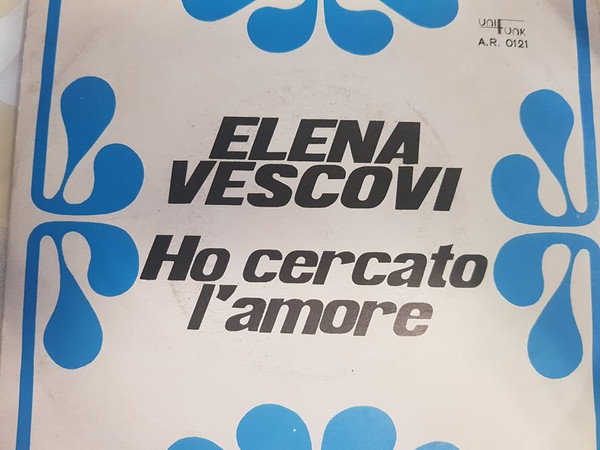 UNIFUNK
A.R. 0121
ELENA
VESCOVI
Ho cercato
l'amore